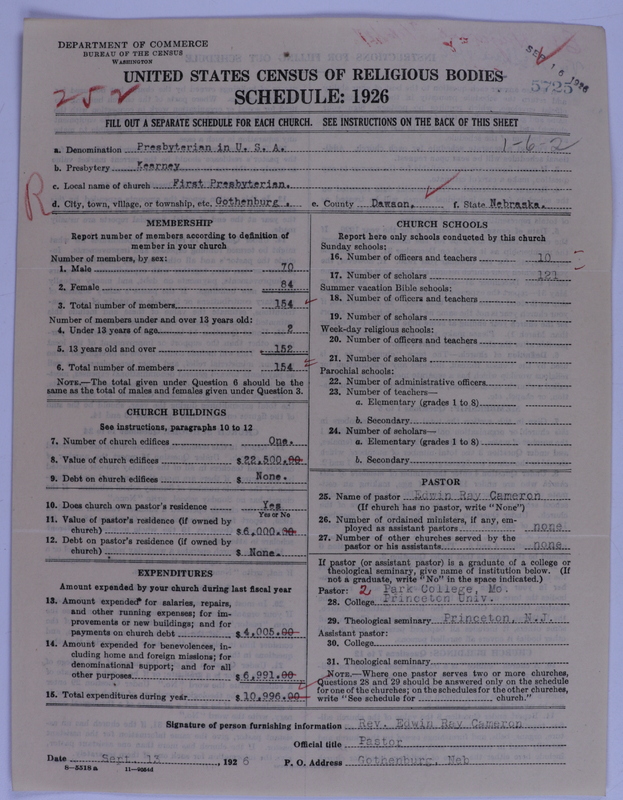 DEPARTMENT OF COMMERCE
BUREAU OF THE CENSUS
WASHINGTON
SEP 16 1926
5725
UNITED STATES CENSUS OF RELIGIOUS BODIES
252
SCHEDULE: 1926
FILL OUT A SEPARATE SCHEDULE FOR EACH CHURCH. SEE INSTRUCTIONS ON THE BACK OF THIS SHEET
1-6-2
a. Denomination Presbyterian in U. S. A.
b. Presbytery Kearney
c. Local name of church First Presbyterian.
R
d. City, town, village, or township, etc. Gothenburg . e. County Dawson. f. State Nebraska.
MEMBERSHIP
Report number of members according to definition of
member in your church
Number of members, by sex:
1. Male 70
2. Female 84
3. Total number of members 154
Number of members under and over 13 years old:
4. Under 13 years of age 2
5. 13 years old and over 152
6. Total number of members 154
NOTE.—The total given under Question 6 should be
same as the total of males and females given under Question 3.
CHURCH BUILDINGS
See instructions, paragraphs 10 to 12
7. Number of church edifices One.
8. Value of church edifices $22,500.00
9. Debt on church edifices $ None.
10. Does church own pastor's residence Yes
Yes or No
11. Value of pastor's residence (if owned by
church) $6,000.00
12. Debt on pastor's residence (if owned by
church) $ None.
EXPENDITURES
Amount expended by your church during last fiscal year
13. Amount expended for salaries, repairs,
and other running expenses; for im-
provements or new buildings; and for
payments on church debt $ 4,005.00
14. Amount expended for benevolences, in-
cluding home and foreign missions; for
denominational support; and for all
other purposes $ 6,991.00
15. Total expenditures during year $ 10,996.00
CHURCH SCHOOLS
Report here only schools conducted by this church
Sunday schools:
16. Number of officers and teachers 10
17. Number of scholars 121
Summer vacation Bible schools:
18. Number of officers and teachers
19. Number of scholars
Week-day religious schools:
20. Number of officers and teachers
21. Number of scholars
Parochial schools:
22. Number of administrative officers
23. Number of teachers—
a. Elementary (grades 1 to 8)
b. Secondary
24. Number of scholars—
a. Elementary (grades 1 to 8)
b. Secondary
PASTOR
25. Name of pastor Edwin Ray Cameron
(If church has no pastor, write "None")
26. Number of ordained ministers, if any, em-
ployed as assistant pastors none
27. Number of other churches served by the
pastor or his assistants none
If pastor (or assistant pastor) is a graduate of a college or
theological seminary, give name of institution below. (If
not a graduate, write "No" in the space indicated.)
Pastor: 2 Park College, Mo.
28. College Princeton Univ.
29. Theological seminary Princeton, N.J.
Assistant pastor:
30. College
31. Theological seminary
NOTE.—Where one pastor serves two or more churches,
Questions 28 and 29 should be answered only on the schedule
for one of the churches; on the schedules for the other churches,
write "See schedule for church."
Signature of person furnishing information Rev. Edwin Ray Cameron
Official title Pastor
Date Sept. 13 , 1926 P. O. Address Gothenburg, Neb
8—5518a 11—9054d